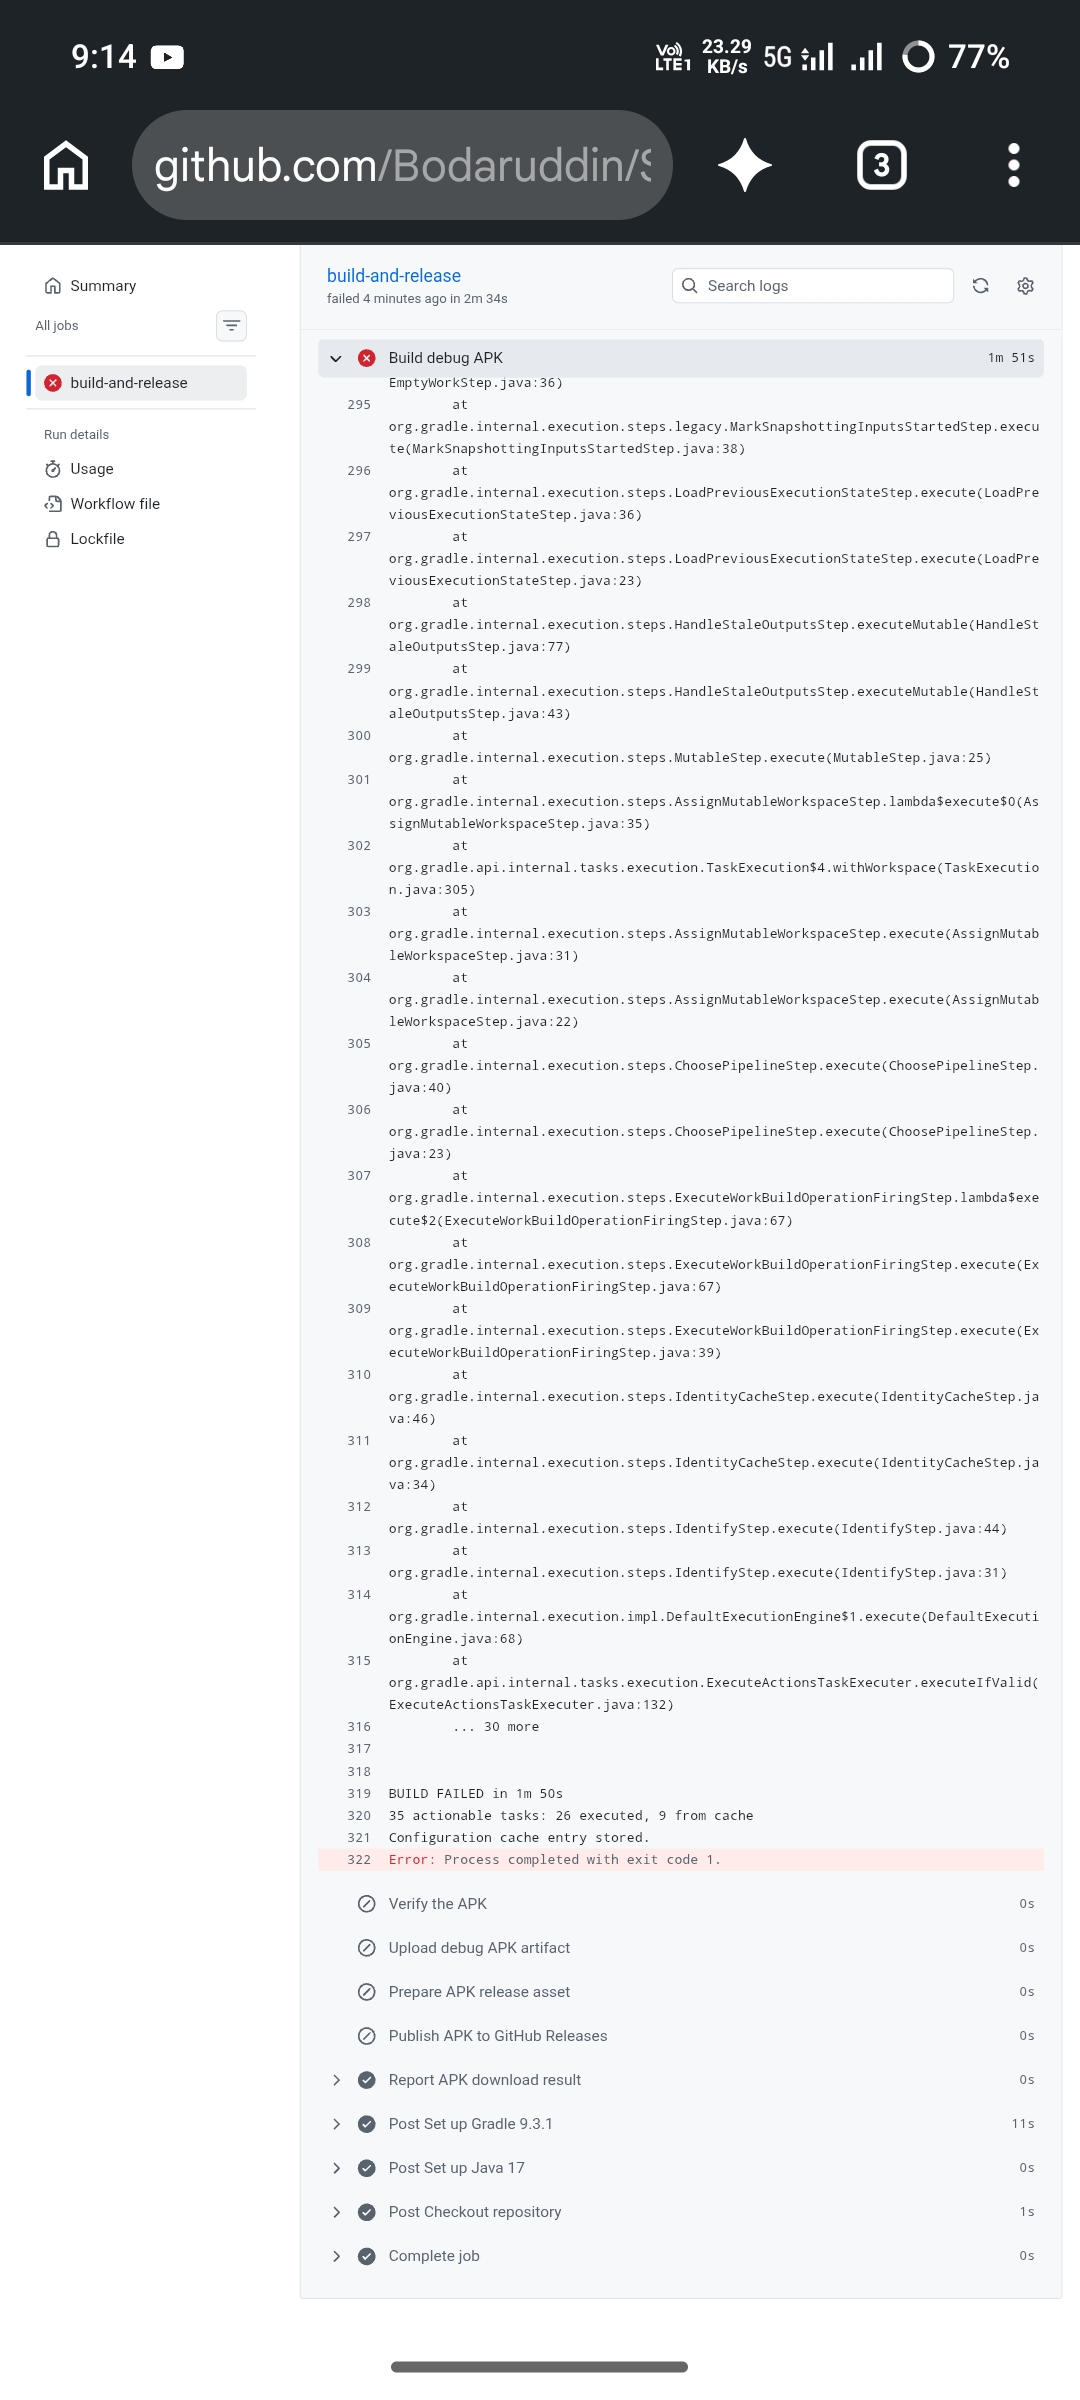 9:14
Vo)
LTE1
23.29
KB/s
5G
77%
github.com/Bodaruddin/S
3
Summary
All jobs
build-and-release
Run details
Usage
Workflow file
Lockfile
build-and-release
failed 4 minutes ago in 2m 34s
Search logs
Build debug APK 1m 51s
EmptyWorkStep.java:36)
295 at
org.gradle.internal.execution.steps.legacy.MarkSnapshottingInputsStartedStep.execu
te(MarkSnapshottingInputsStartedStep.java:38)
296 at
org.gradle.internal.execution.steps.LoadPreviousExecutionStateStep.execute(LoadPre
viousExecutionStateStep.java:36)
297 at
org.gradle.internal.execution.steps.LoadPreviousExecutionStateStep.execute(LoadPre
viousExecutionStateStep.java:23)
298 at
org.gradle.internal.execution.steps.HandleStaleOutputsStep.executeMutable(HandleSt
aleOutputsStep.java:77)
299 at
org.gradle.internal.execution.steps.HandleStaleOutputsStep.executeMutable(HandleSt
aleOutputsStep.java:43)
300 at
org.gradle.internal.execution.steps.MutableStep.execute(MutableStep.java:25)
301 at
org.gradle.internal.execution.steps.AssignMutableWorkspaceStep.lambda$execute$0(As
signMutableWorkspaceStep.java:35)
302 at
org.gradle.api.internal.tasks.execution.TaskExecution$4.withWorkspace(TaskExecutio
n.java:305)
303 at
org.gradle.internal.execution.steps.AssignMutableWorkspaceStep.execute(AssignMutab
leWorkspaceStep.java:31)
304 at
org.gradle.internal.execution.steps.AssignMutableWorkspaceStep.execute(AssignMutab
leWorkspaceStep.java:22)
305 at
org.gradle.internal.execution.steps.ChoosePipelineStep.execute(ChoosePipelineStep.
java:40)
306 at
org.gradle.internal.execution.steps.ChoosePipelineStep.execute(ChoosePipelineStep.
java:23)
307 at
org.gradle.internal.execution.steps.ExecuteWorkBuildOperationFiringStep.lambda$exe
cute$2(ExecuteWorkBuildOperationFiringStep.java:67)
308 at
org.gradle.internal.execution.steps.ExecuteWorkBuildOperationFiringStep.execute(Ex
ecuteWorkBuildOperationFiringStep.java:67)
309 at
org.gradle.internal.execution.steps.ExecuteWorkBuildOperationFiringStep.execute(Ex
ecuteWorkBuildOperationFiringStep.java:39)
310 at
org.gradle.internal.execution.steps.IdentityCacheStep.execute(IdentityCacheStep.ja
va:46)
311 at
org.gradle.internal.execution.steps.IdentityCacheStep.execute(IdentityCacheStep.ja
va:34)
312 at
org.gradle.internal.execution.steps.IdentifyStep.execute(IdentifyStep.java:44)
313 at
org.gradle.internal.execution.steps.IdentifyStep.execute(IdentifyStep.java:31)
314 at
org.gradle.internal.execution.impl.DefaultExecutionEngine$1.execute(DefaultExecuti
onEngine.java:68)
315 at
org.gradle.api.internal.tasks.execution.ExecuteActionsTaskExecuter.executeIfValid(
ExecuteActionsTaskExecuter.java:132)
316 ... 30 more
317
318
319 BUILD FAILED in 1m 50s
320 35 actionable tasks: 26 executed, 9 from cache
321 Configuration cache entry stored.
322 Error: Process completed with exit code 1.
Verify the APK 0s
Upload debug APK artifact 0s
Prepare APK release asset 0s
Publish APK to GitHub Releases 0s
Report APK download result 0s
Post Set up Gradle 9.3.1 11s
Post Set up Java 17 0s
Post Checkout repository 1s
Complete job 0s